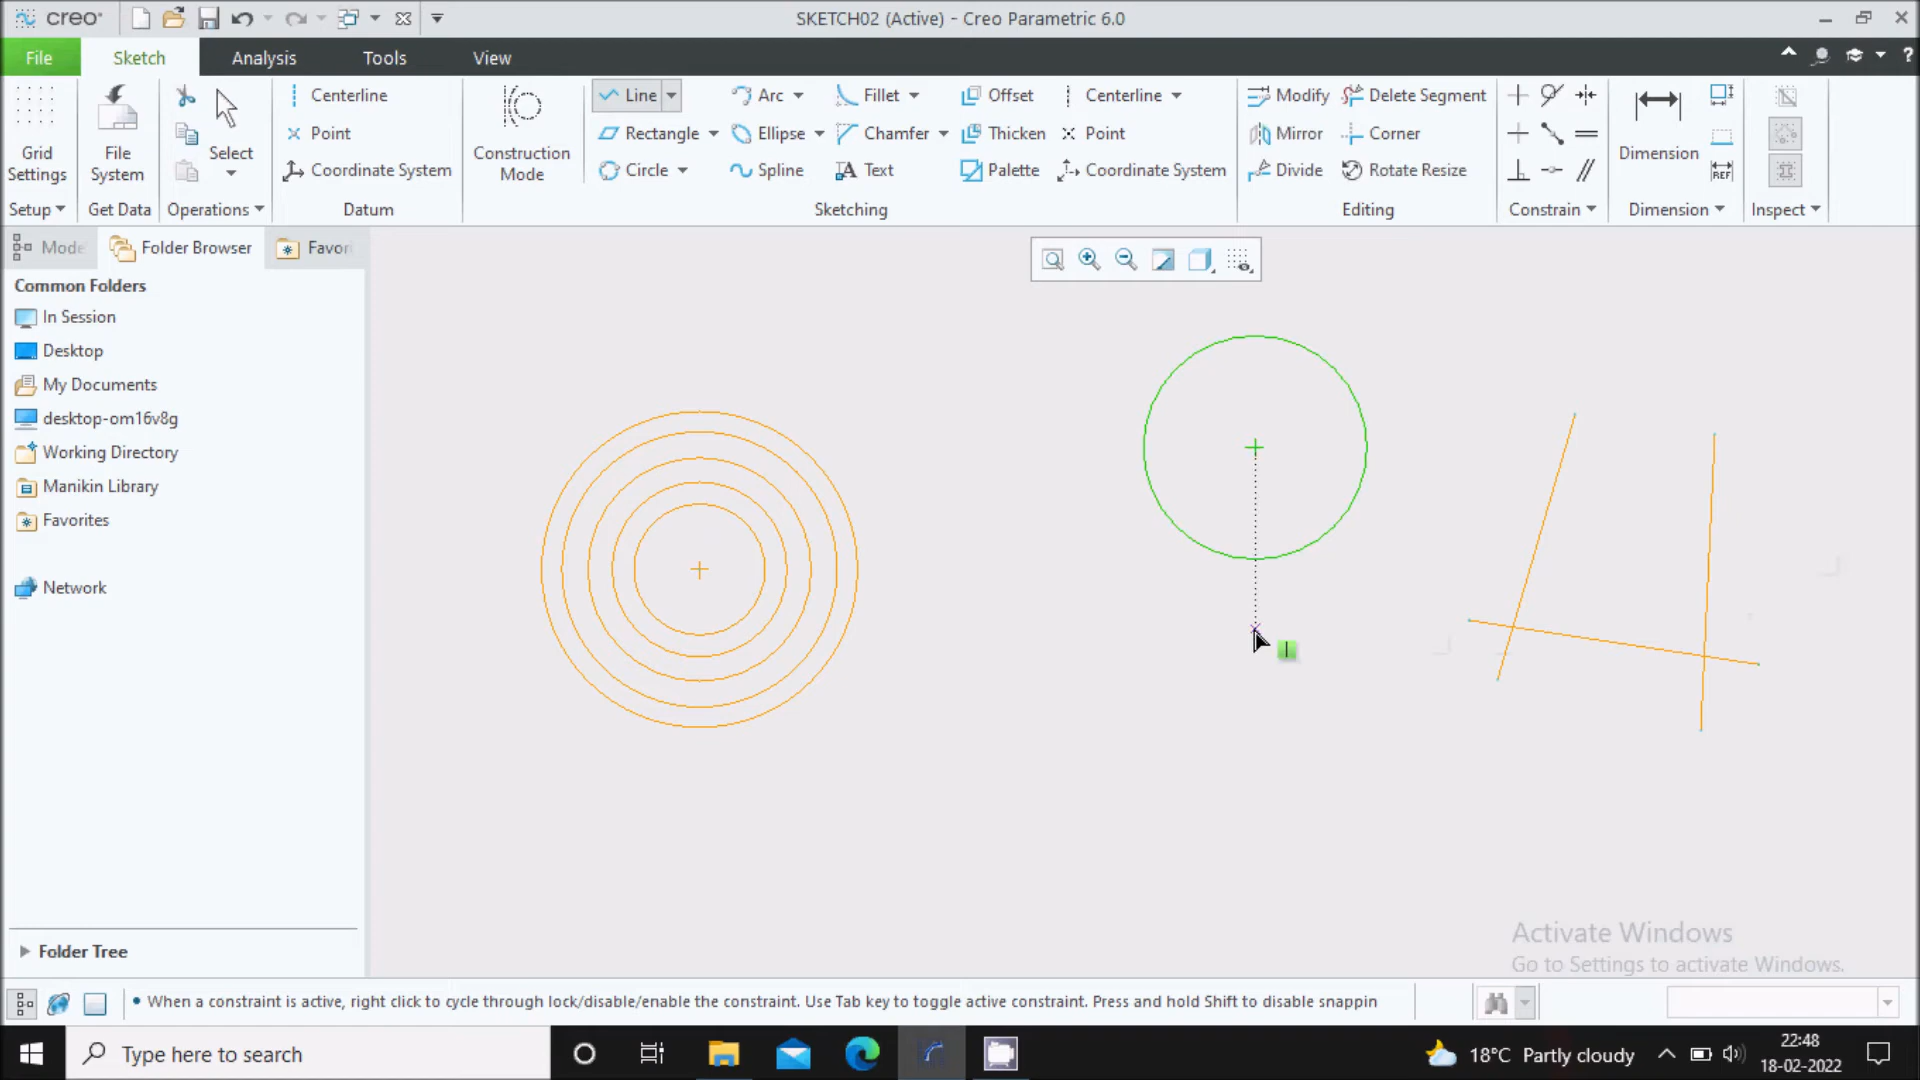 creo®
SKETCH02 (Active) - Creo Parametric 6.0
File Sketch Analysis Tools View
?
Centerline
Point
Coordinate System
Line
Rectangle
Circle
Arc
Ellipse
Spline
Fillet
Chamfer
Text
Offset
Thicken
Palette
Centerline
Point
Coordinate System
Modify
Mirror
Divide
Delete Segment
Corner
Rotate Resize
Grid
Settings
File
System
Select
Construction
Mode
Dimension
REF
Setup Get Data Operations Datum Sketching Editing Constrain Dimension Inspect
Mode Folder Browser Favori
Common Folders
In Session
Desktop
My Documents
desktop-om16v8g
Working Directory
Manikin Library
Favorites
Network
Folder Tree
Activate Windows
Go to Settings to activate Windows.
• When a constraint is active, right click to cycle through lock/disable/enable the constraint. Use Tab key to toggle active constraint. Press and hold Shift to disable snappin
Type here to search
18°C Partly cloudy
22:48
18-02-2022